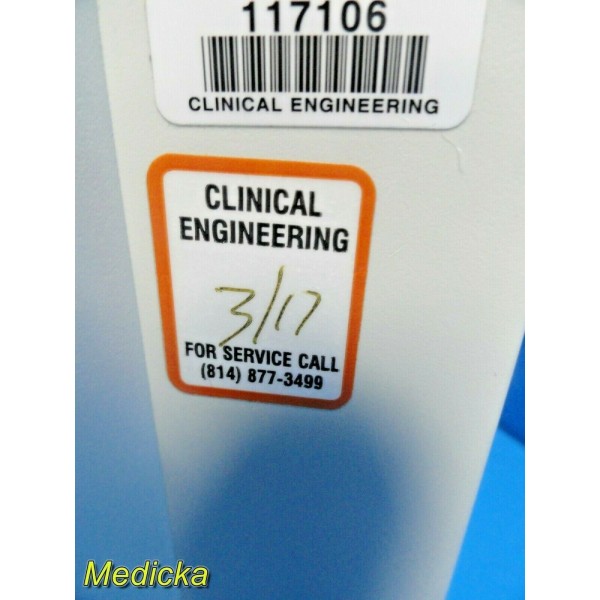 117106
CLINICAL ENGINEERING
CLINICAL
ENGINEERING
3/17
FOR SERVICE CALL
(814) 877-3499
Medicka